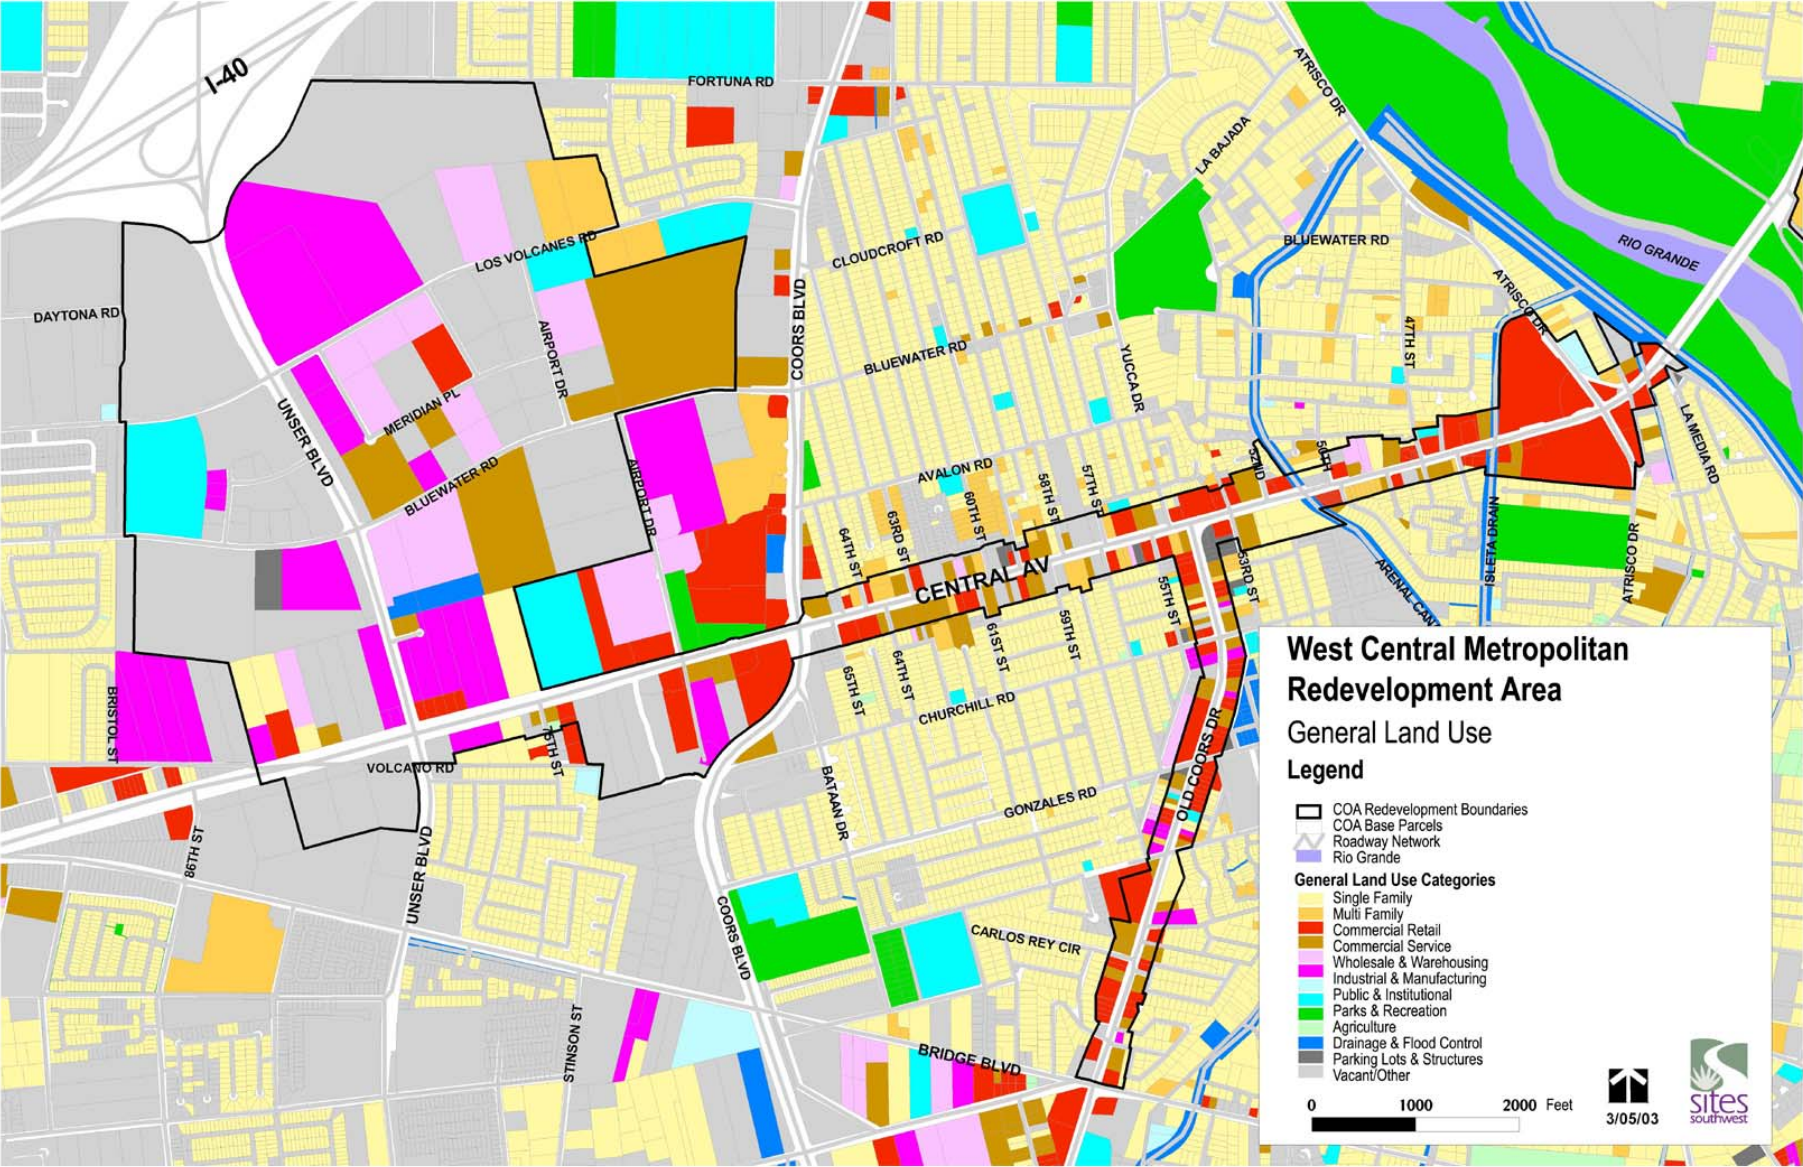 I-40
FORTUNA RD
ATRISCO DR
LA BAJADA
LOS VOLCANES RD
CLOUDCROFT RD
BLUEWATER RD
RIO GRANDE
DAYTONA RD
AIRPORT DR
COORS BLVD
BLUEWATER RD
YUCCA DR
47TH ST
ATRISCO DR
UNSER BLVD
MERIDIAN PL
BLUEWATER RD
AIRPORT DR
AVALON RD
60TH ST
58TH ST
57TH ST
52ND
50TH
LA MEDIA RD
64TH ST
63RD ST
CENTRAL AV
55TH ST
53RD ST
ARENAL CAN
ISLETA DRAIN
ATRISCO DR
65TH ST
64TH ST
61ST ST
59TH ST
CHURCHILL RD
BRISTOL ST
75TH ST
VOLCANO RD
BATAAN DR
GONZALES RD
OLD COORS DR
86TH ST
UNSER BLVD
COORS BLVD
CARLOS REY CIR
STINSON ST
BRIDGE BLVD
West Central Metropolitan
Redevelopment Area
General Land Use
Legend
COA Redevelopment Boundaries
COA Base Parcels
Roadway Network
Rio Grande
General Land Use Categories
Single Family
Multi Family
Commercial Retail
Commercial Service
Wholesale & Warehousing
Industrial & Manufacturing
Public & Institutional
Parks & Recreation
Agriculture
Drainage & Flood Control
Parking Lots & Structures
Vacant/Other
0 1000 2000 Feet
3/05/03
sites
southwest